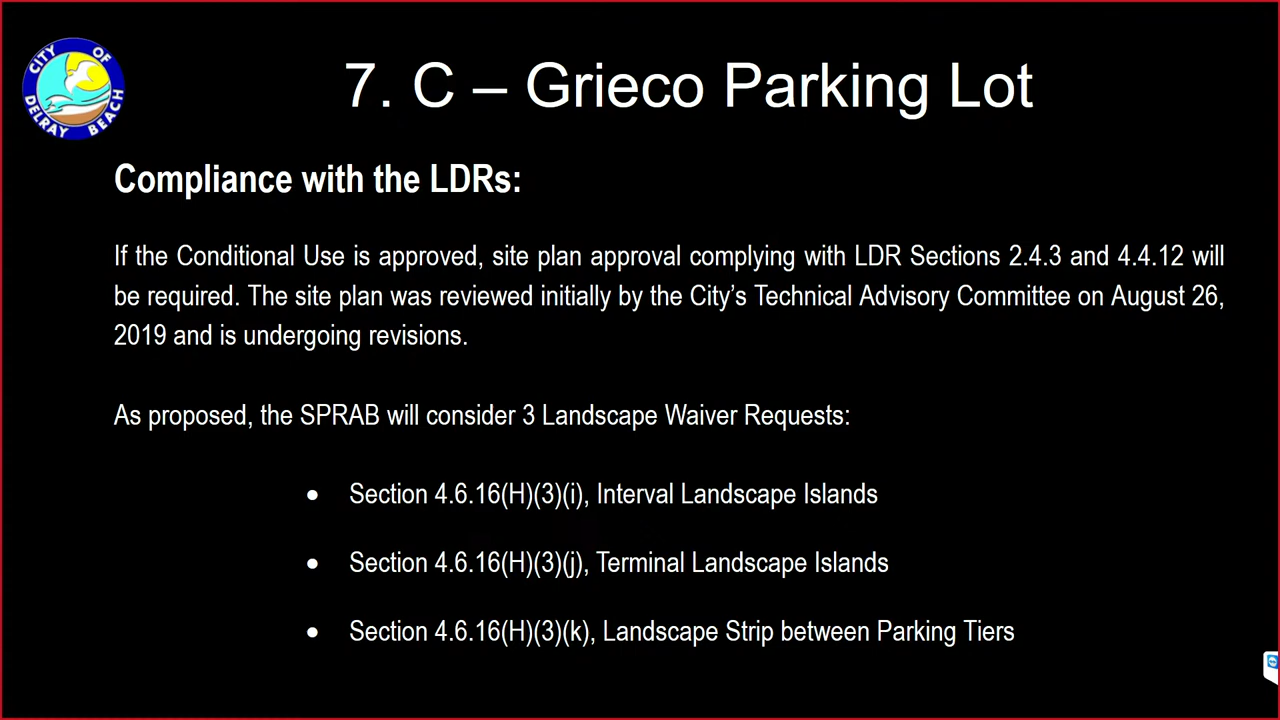 CITY OF
DELRAY BEACH
7. C – Grieco Parking Lot
Compliance with the LDRs:
If the Conditional Use is approved, site plan approval complying with LDR Sections 2.4.3 and 4.4.12 will
be required. The site plan was reviewed initially by the City’s Technical Advisory Committee on August 26,
2019 and is undergoing revisions.
As proposed, the SPRAB will consider 3 Landscape Waiver Requests:
• Section 4.6.16(H)(3)(i), Interval Landscape Islands
• Section 4.6.16(H)(3)(j), Terminal Landscape Islands
• Section 4.6.16(H)(3)(k), Landscape Strip between Parking Tiers